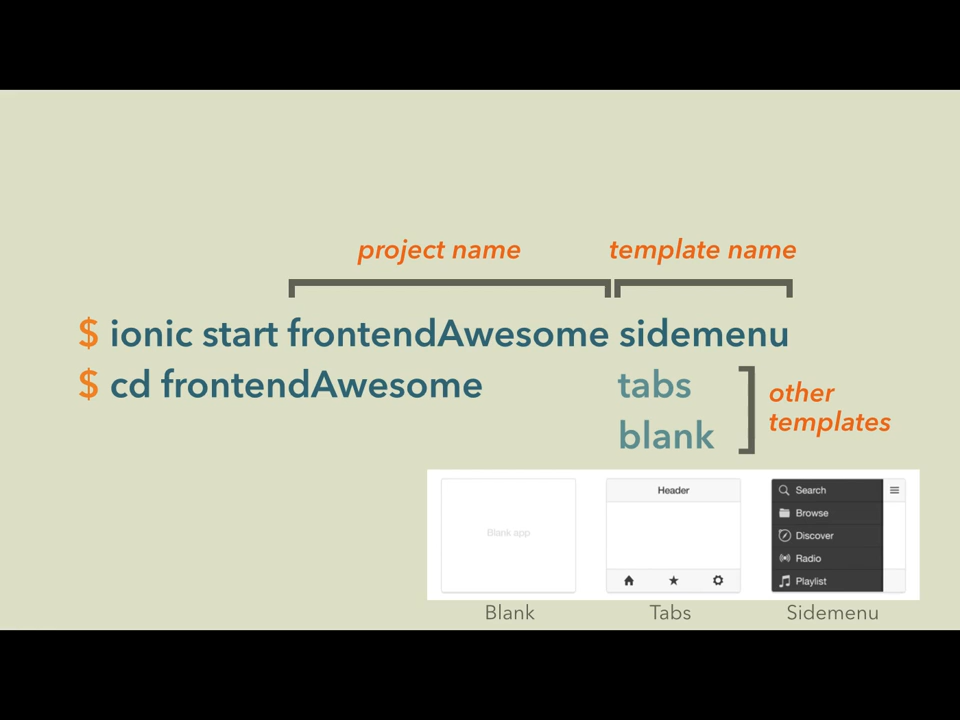 project name template name
$ ionic start frontendAwesome sidemenu
$ cd frontendAwesome tabs
blank
other
templates
Blank app
Header
Search
Browse
Discover
Radio
Playlist
Blank Tabs Sidemenu